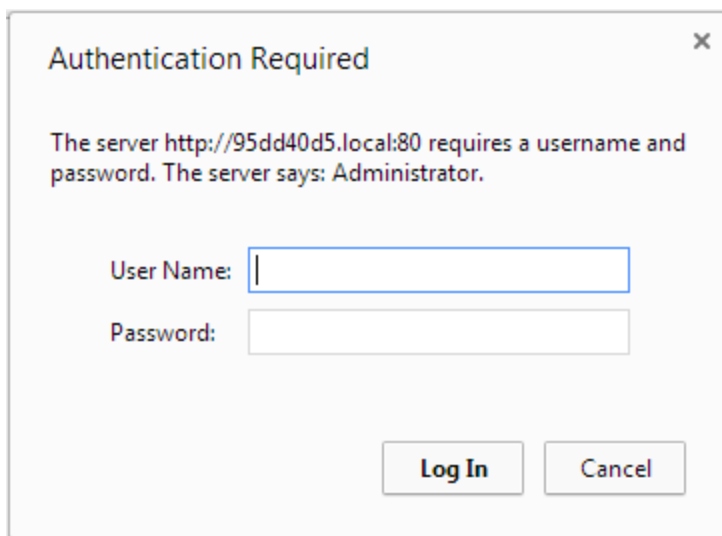 Authentication Required
The server http://95dd40d5.local:80 requires a username and
password. The server says: Administrator.
User Name:
Password:
Log In
Cancel